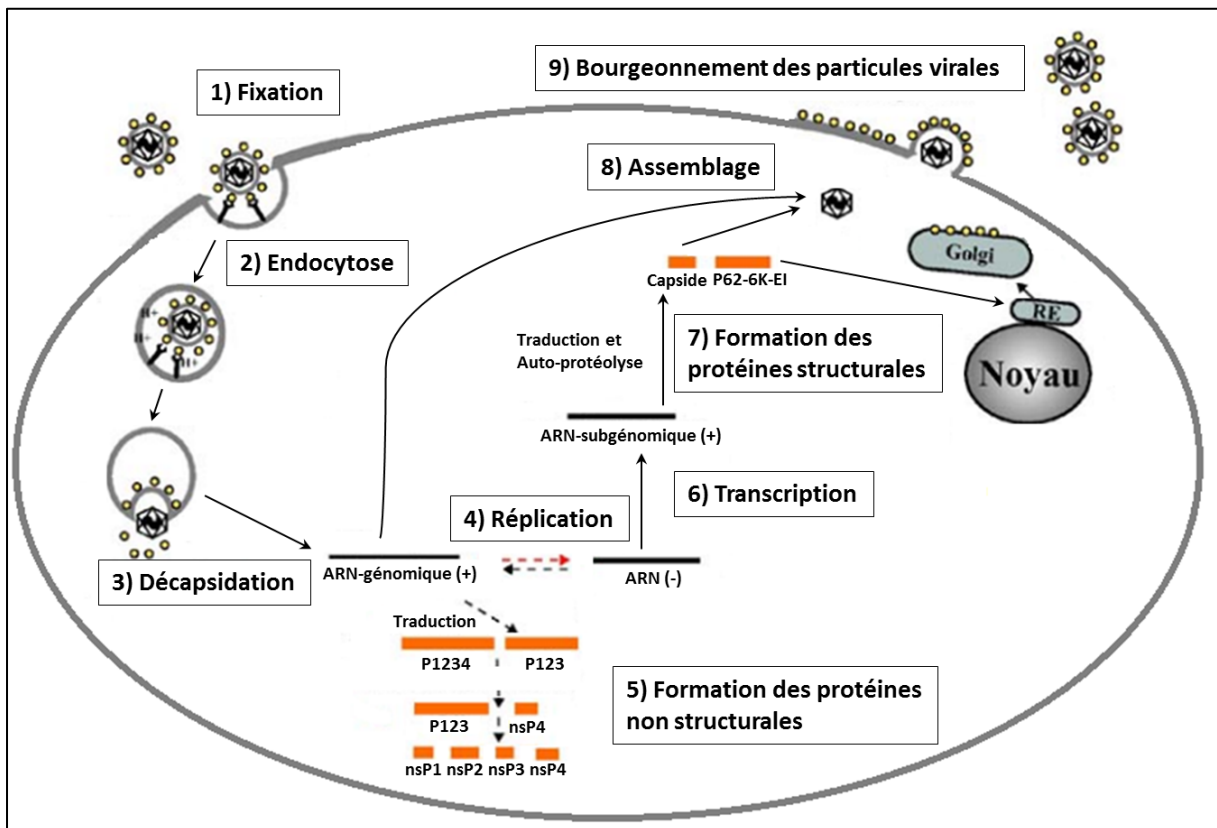 9) Bourgeonnement des particules virales
1) Fixation
8) Assemblage
2) Endocytose
Golgi
Capside P62-6K-EI
RE
H+
H+
H+
Traduction et
Auto-protéolyse
7) Formation des
protéines structurales
Noyau
ARN-subgénomique (+)
6) Transcription
4) Réplication
3) Décapsidation
ARN-génomique (+)
ARN (-)
Traduction
P1234
P123
5) Formation des protéines
non structurales
P123
nsP4
nsP1 nsP2 nsP3 nsP4